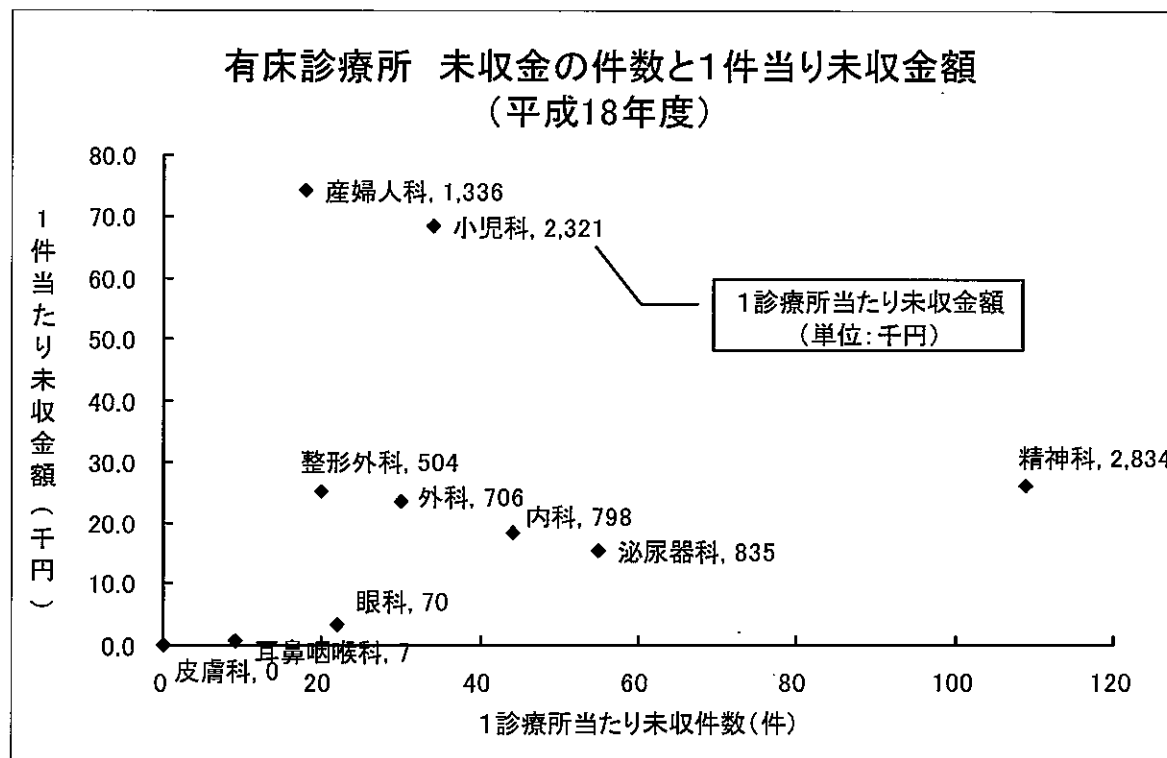 有床診療所 未収金の件数と1件当り未収金額
(平成18年度)
1件当たり未収金額(千円)
80.0
70.0
60.0
50.0
40.0
30.0
20.0
10.0
0.0
産婦人科, 1,336
小児科, 2,321
1診療所当たり未収金額
(単位:千円)
整形外科, 504
外科, 706
内科, 798
泌尿器科, 835
精神科, 2,834
眼科, 70
耳鼻咽喉科, 7
皮膚科, 0
0 20 40 60 80 100 120
1診療所当たり未収件数(件)